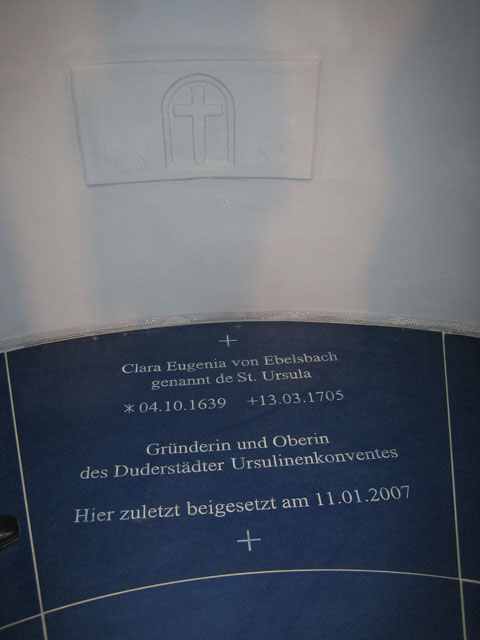 Clara Eugenia von Ebelsbach
genannt de St. Ursula
*04.10.1639 +13.03.1705
Gründerin und Oberin
des Duderstädter Ursulinenkonventes
Hier zuletzt beigesetzt am 11.01.2007